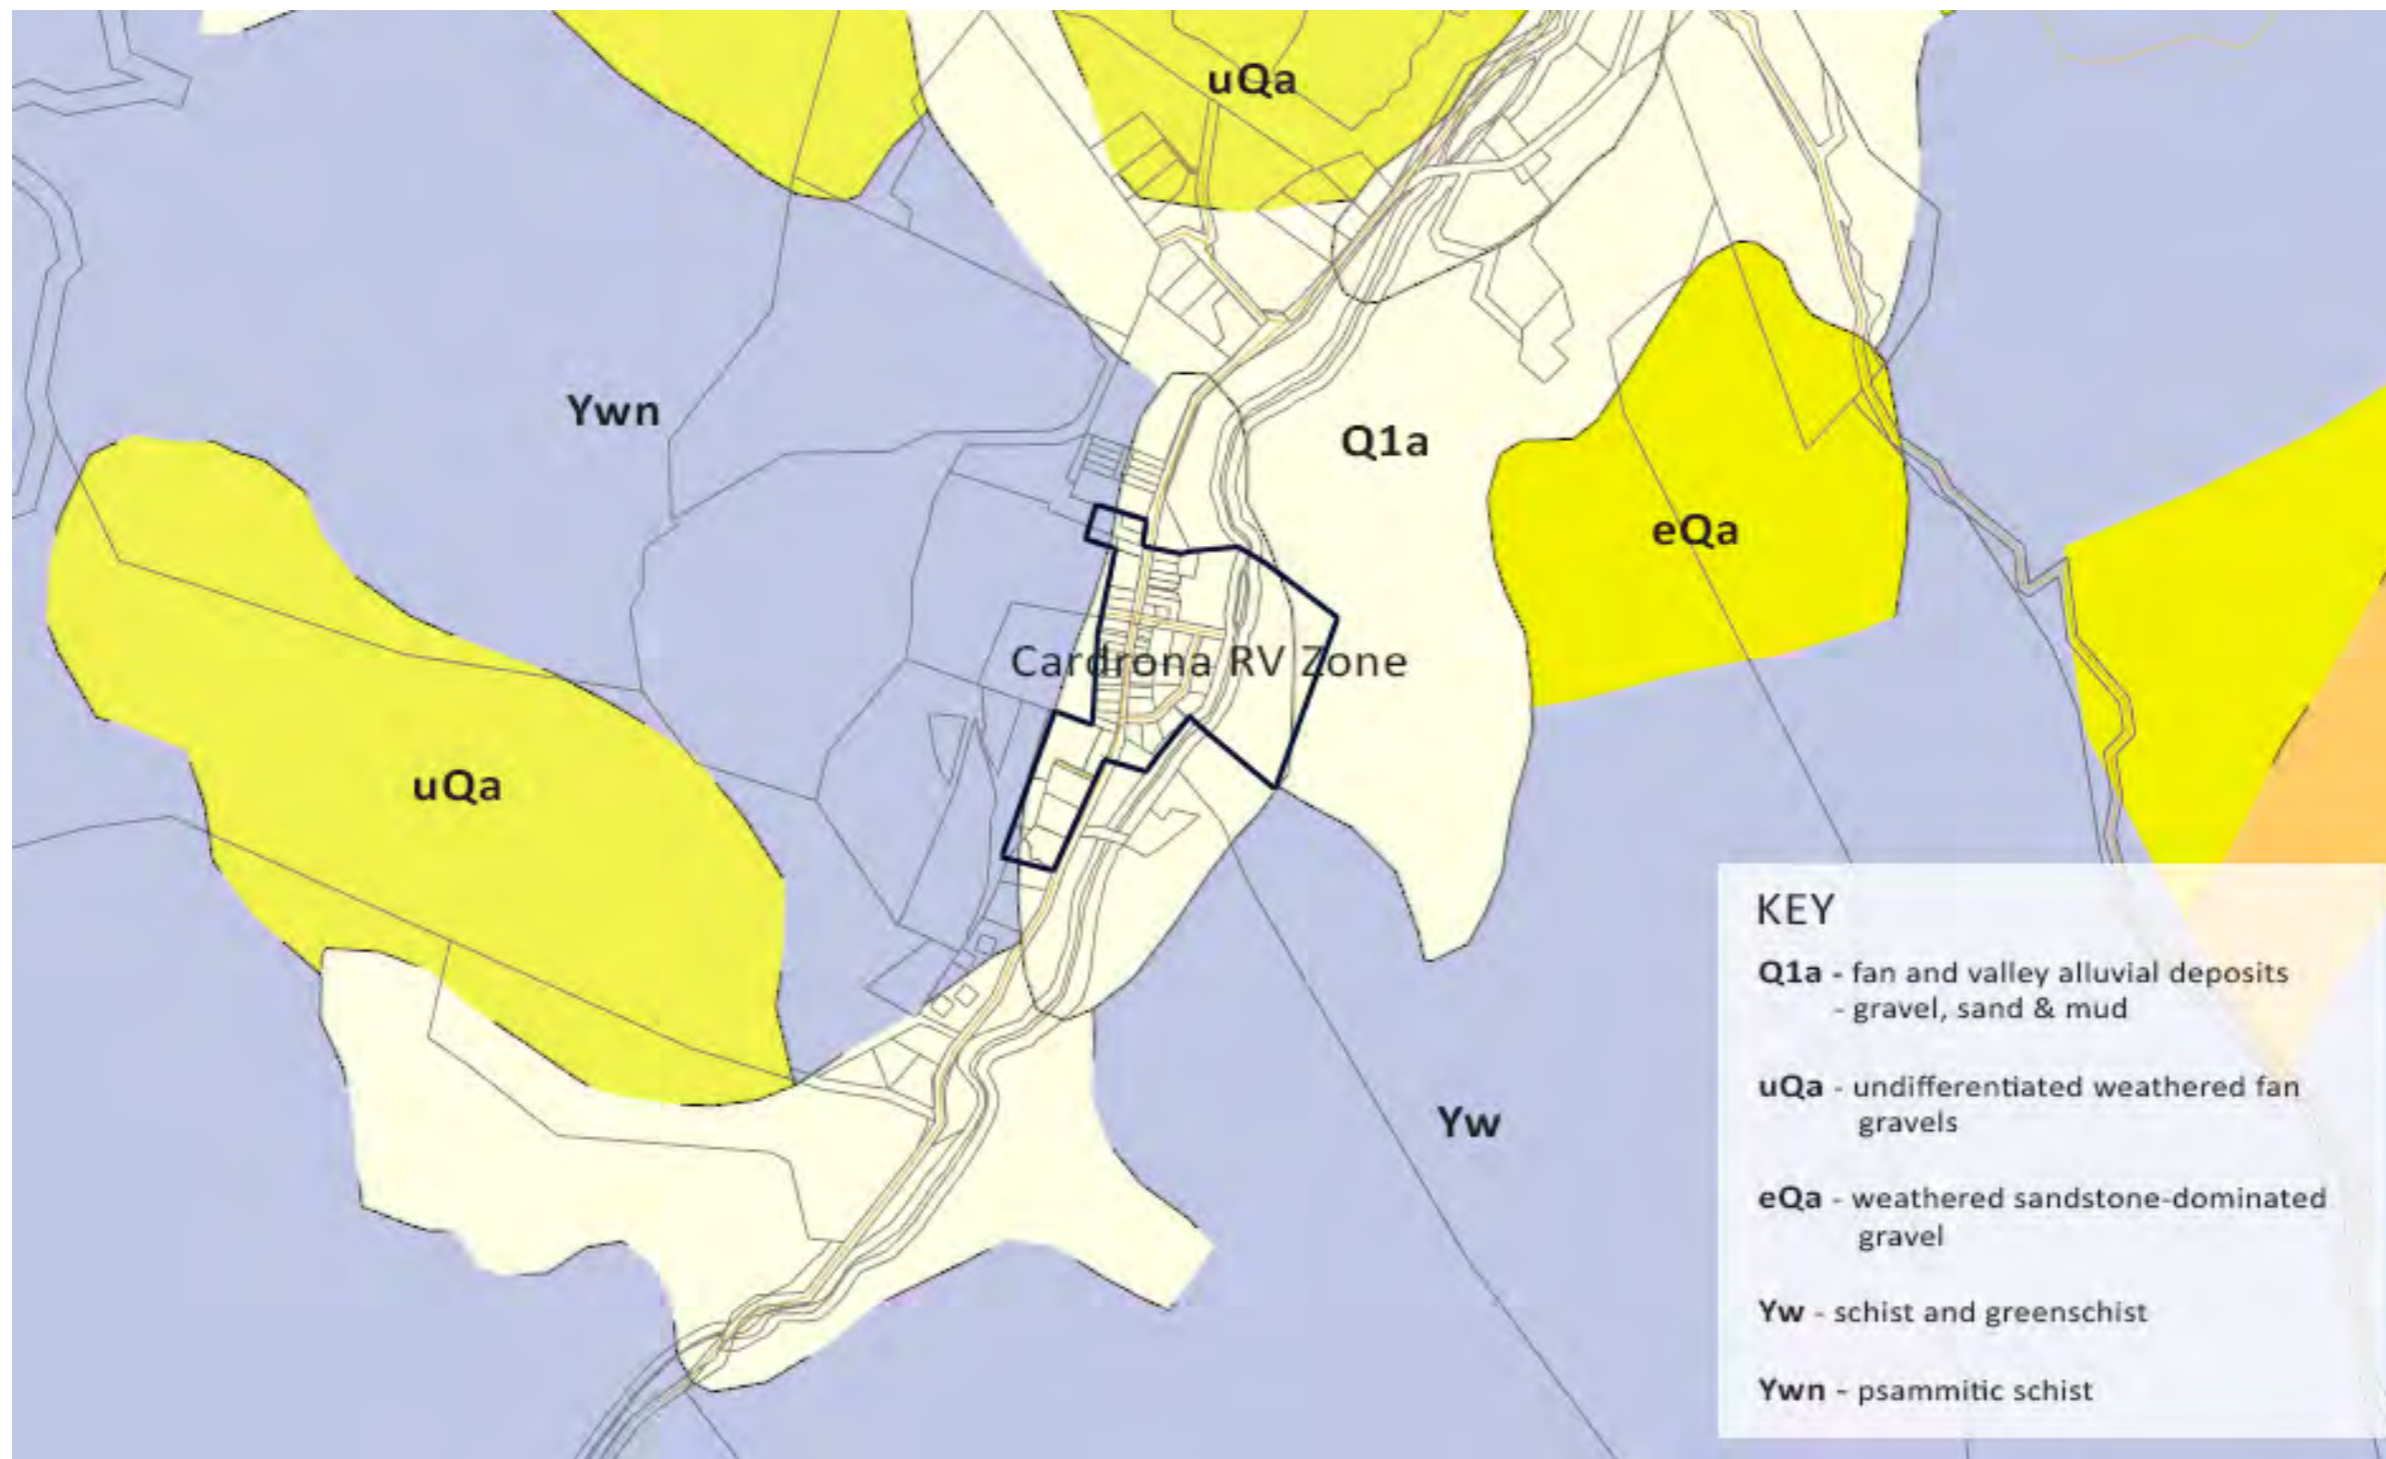 uQa
Ywn
Q1a
eQa
Cardrona RV Zone
uQa
Yw
KEY
Q1a - fan and valley alluvial deposits
- gravel, sand & mud
uQa - undifferentiated weathered fan
gravels
eQa - weathered sandstone-dominated
gravel
Yw - schist and greenschist
Ywn - psammitic schist